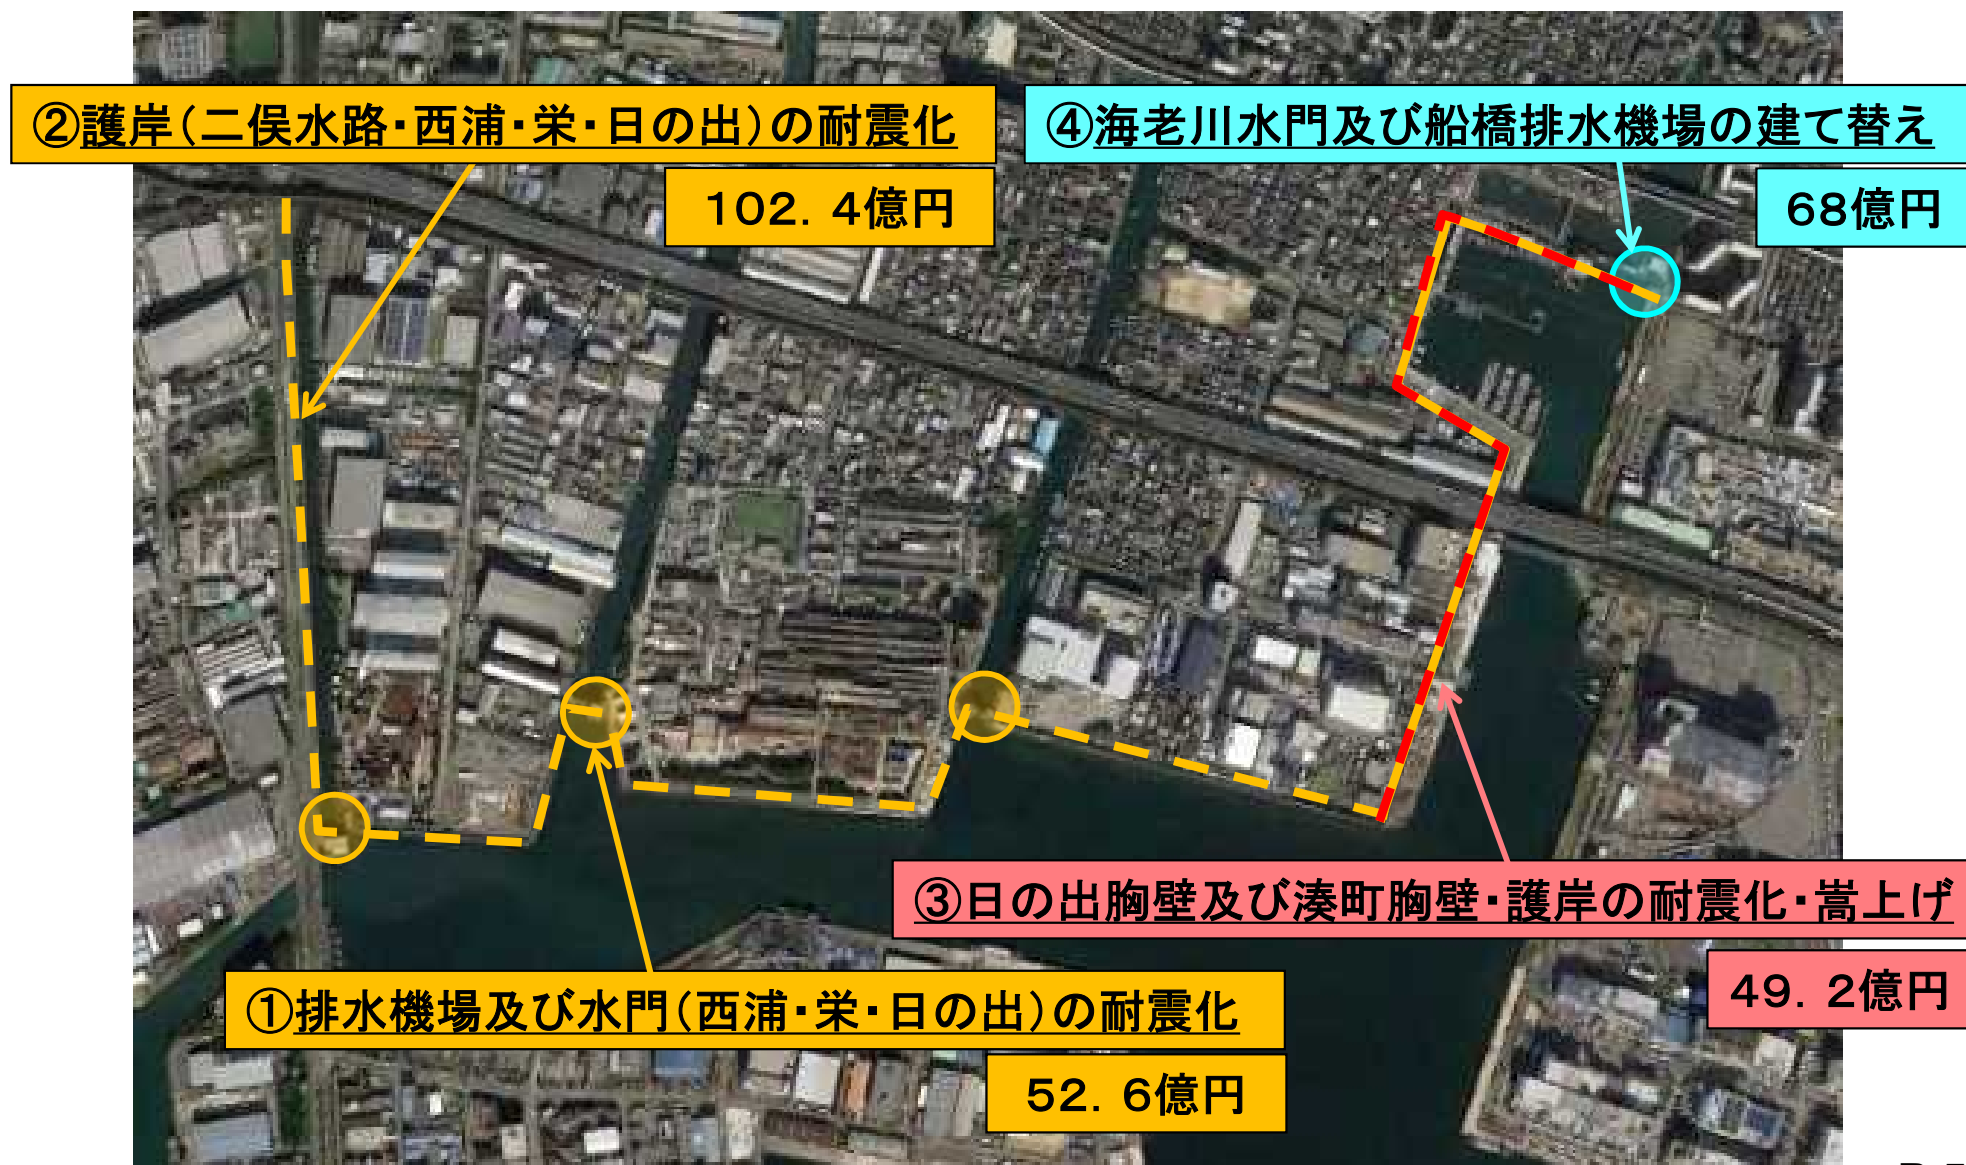 ②護岸（二俣水路・西浦・栄・日の出）の耐震化
102．4億円
④海老川水門及び船橋排水機場の建て替え
68億円
③日の出胸壁及び湊町胸壁・護岸の耐震化・嵩上げ
49．2億円
①排水機場及び水門（西浦・栄・日の出）の耐震化
52．6億円